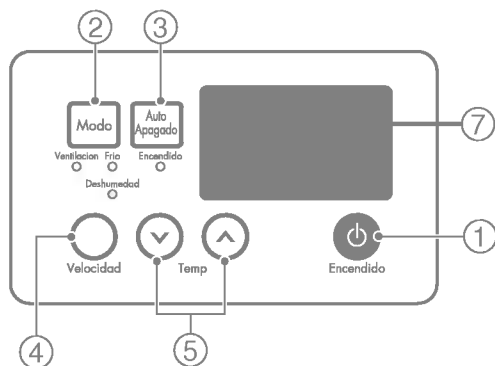 ② ③
Modo
Auto
Apagado
⑦
Ventilacion Frio Encendido
Deshumedad
①
Velocidad Temp Encendido
④ ⑤